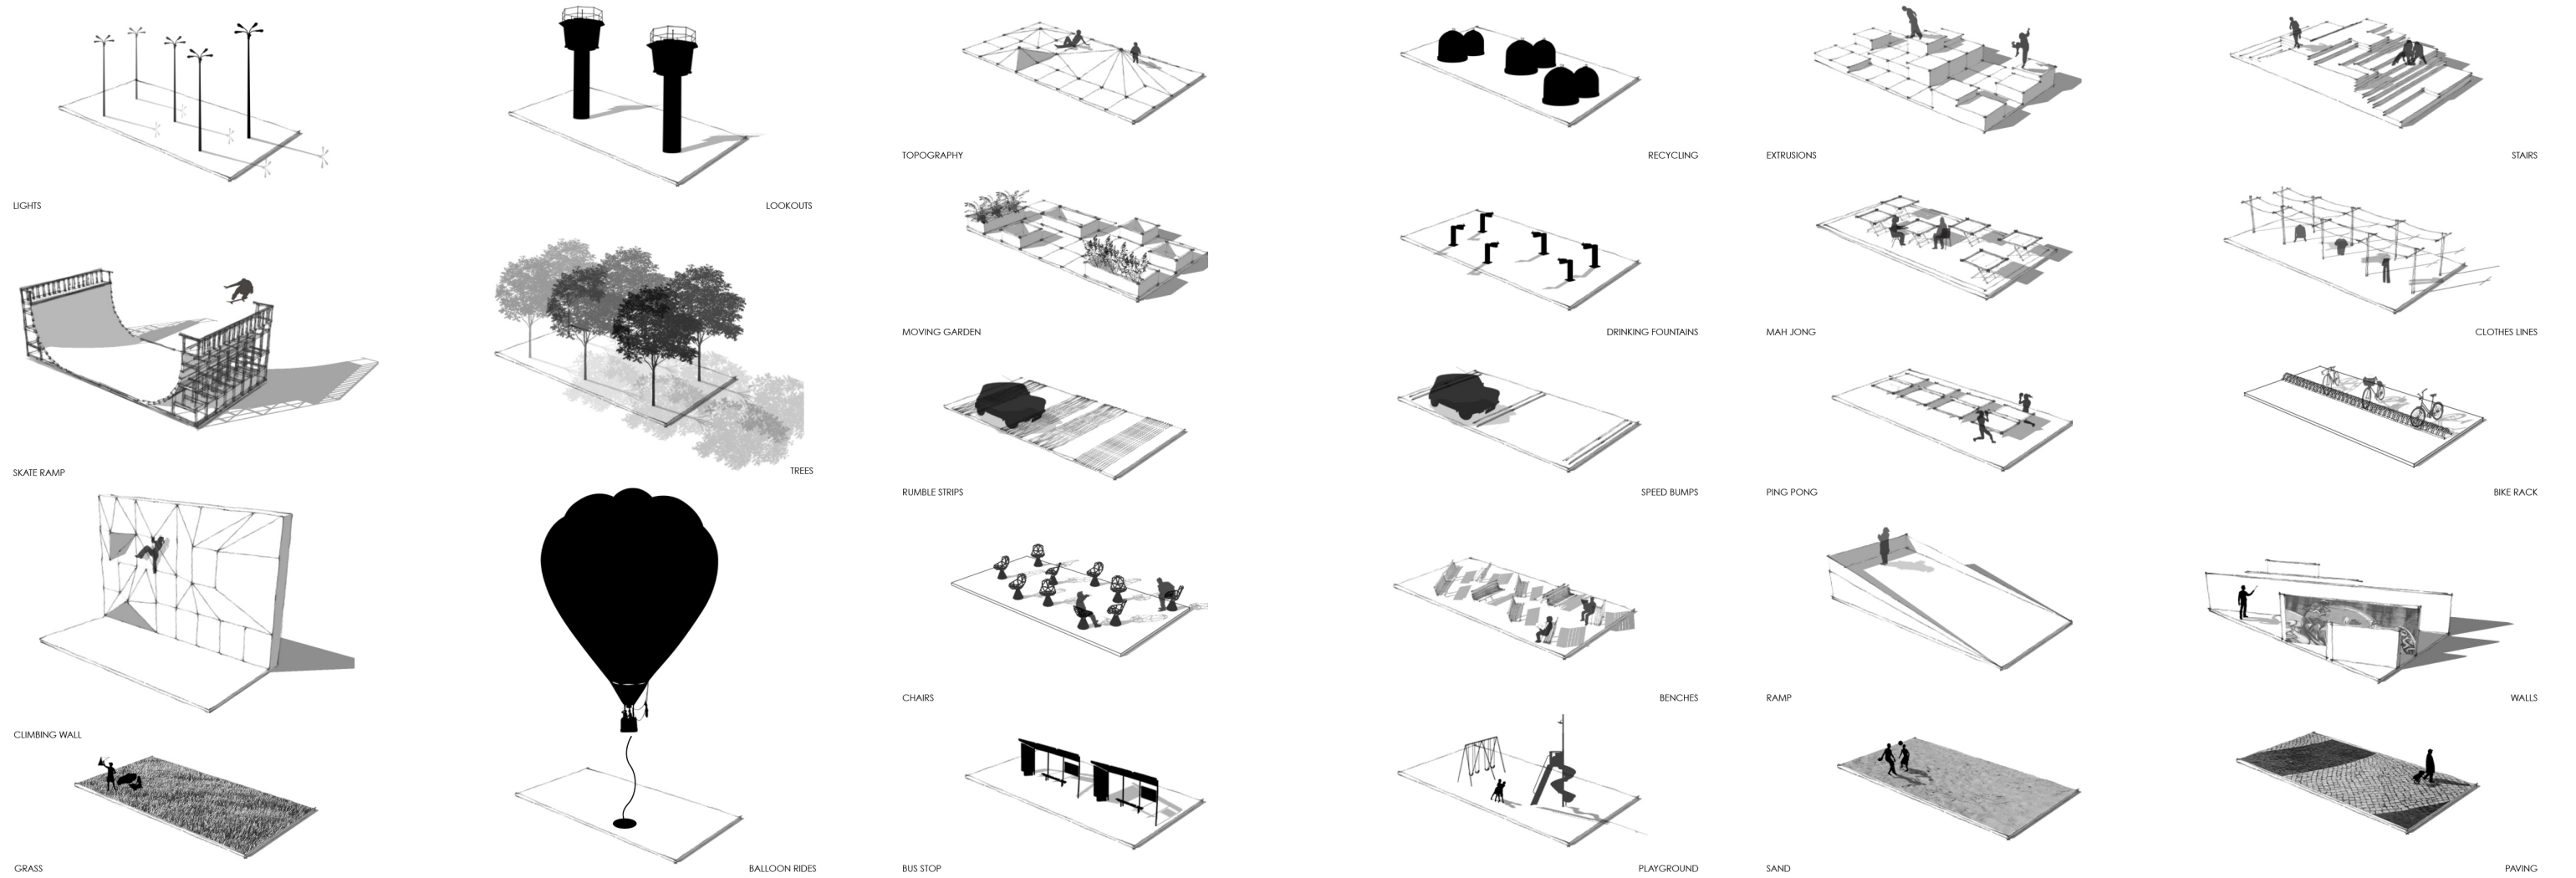 LIGHTS
LOOKOUTS
TOPOGRAPHY
RECYCLING
EXTRUSIONS
STAIRS
MOVING GARDEN
DRINKING FOUNTAINS
MAH JONG
CLOTHES LINES
SKATE RAMP
TREES
RUMBLE STRIPS
SPEED BUMPS
PING PONG
BIKE RACK
CLIMBING WALL
CHAIRS
BENCHES
RAMP
WALLS
GRASS
BALLOON RIDES
BUS STOP
PLAYGROUND
SAND
PAVING